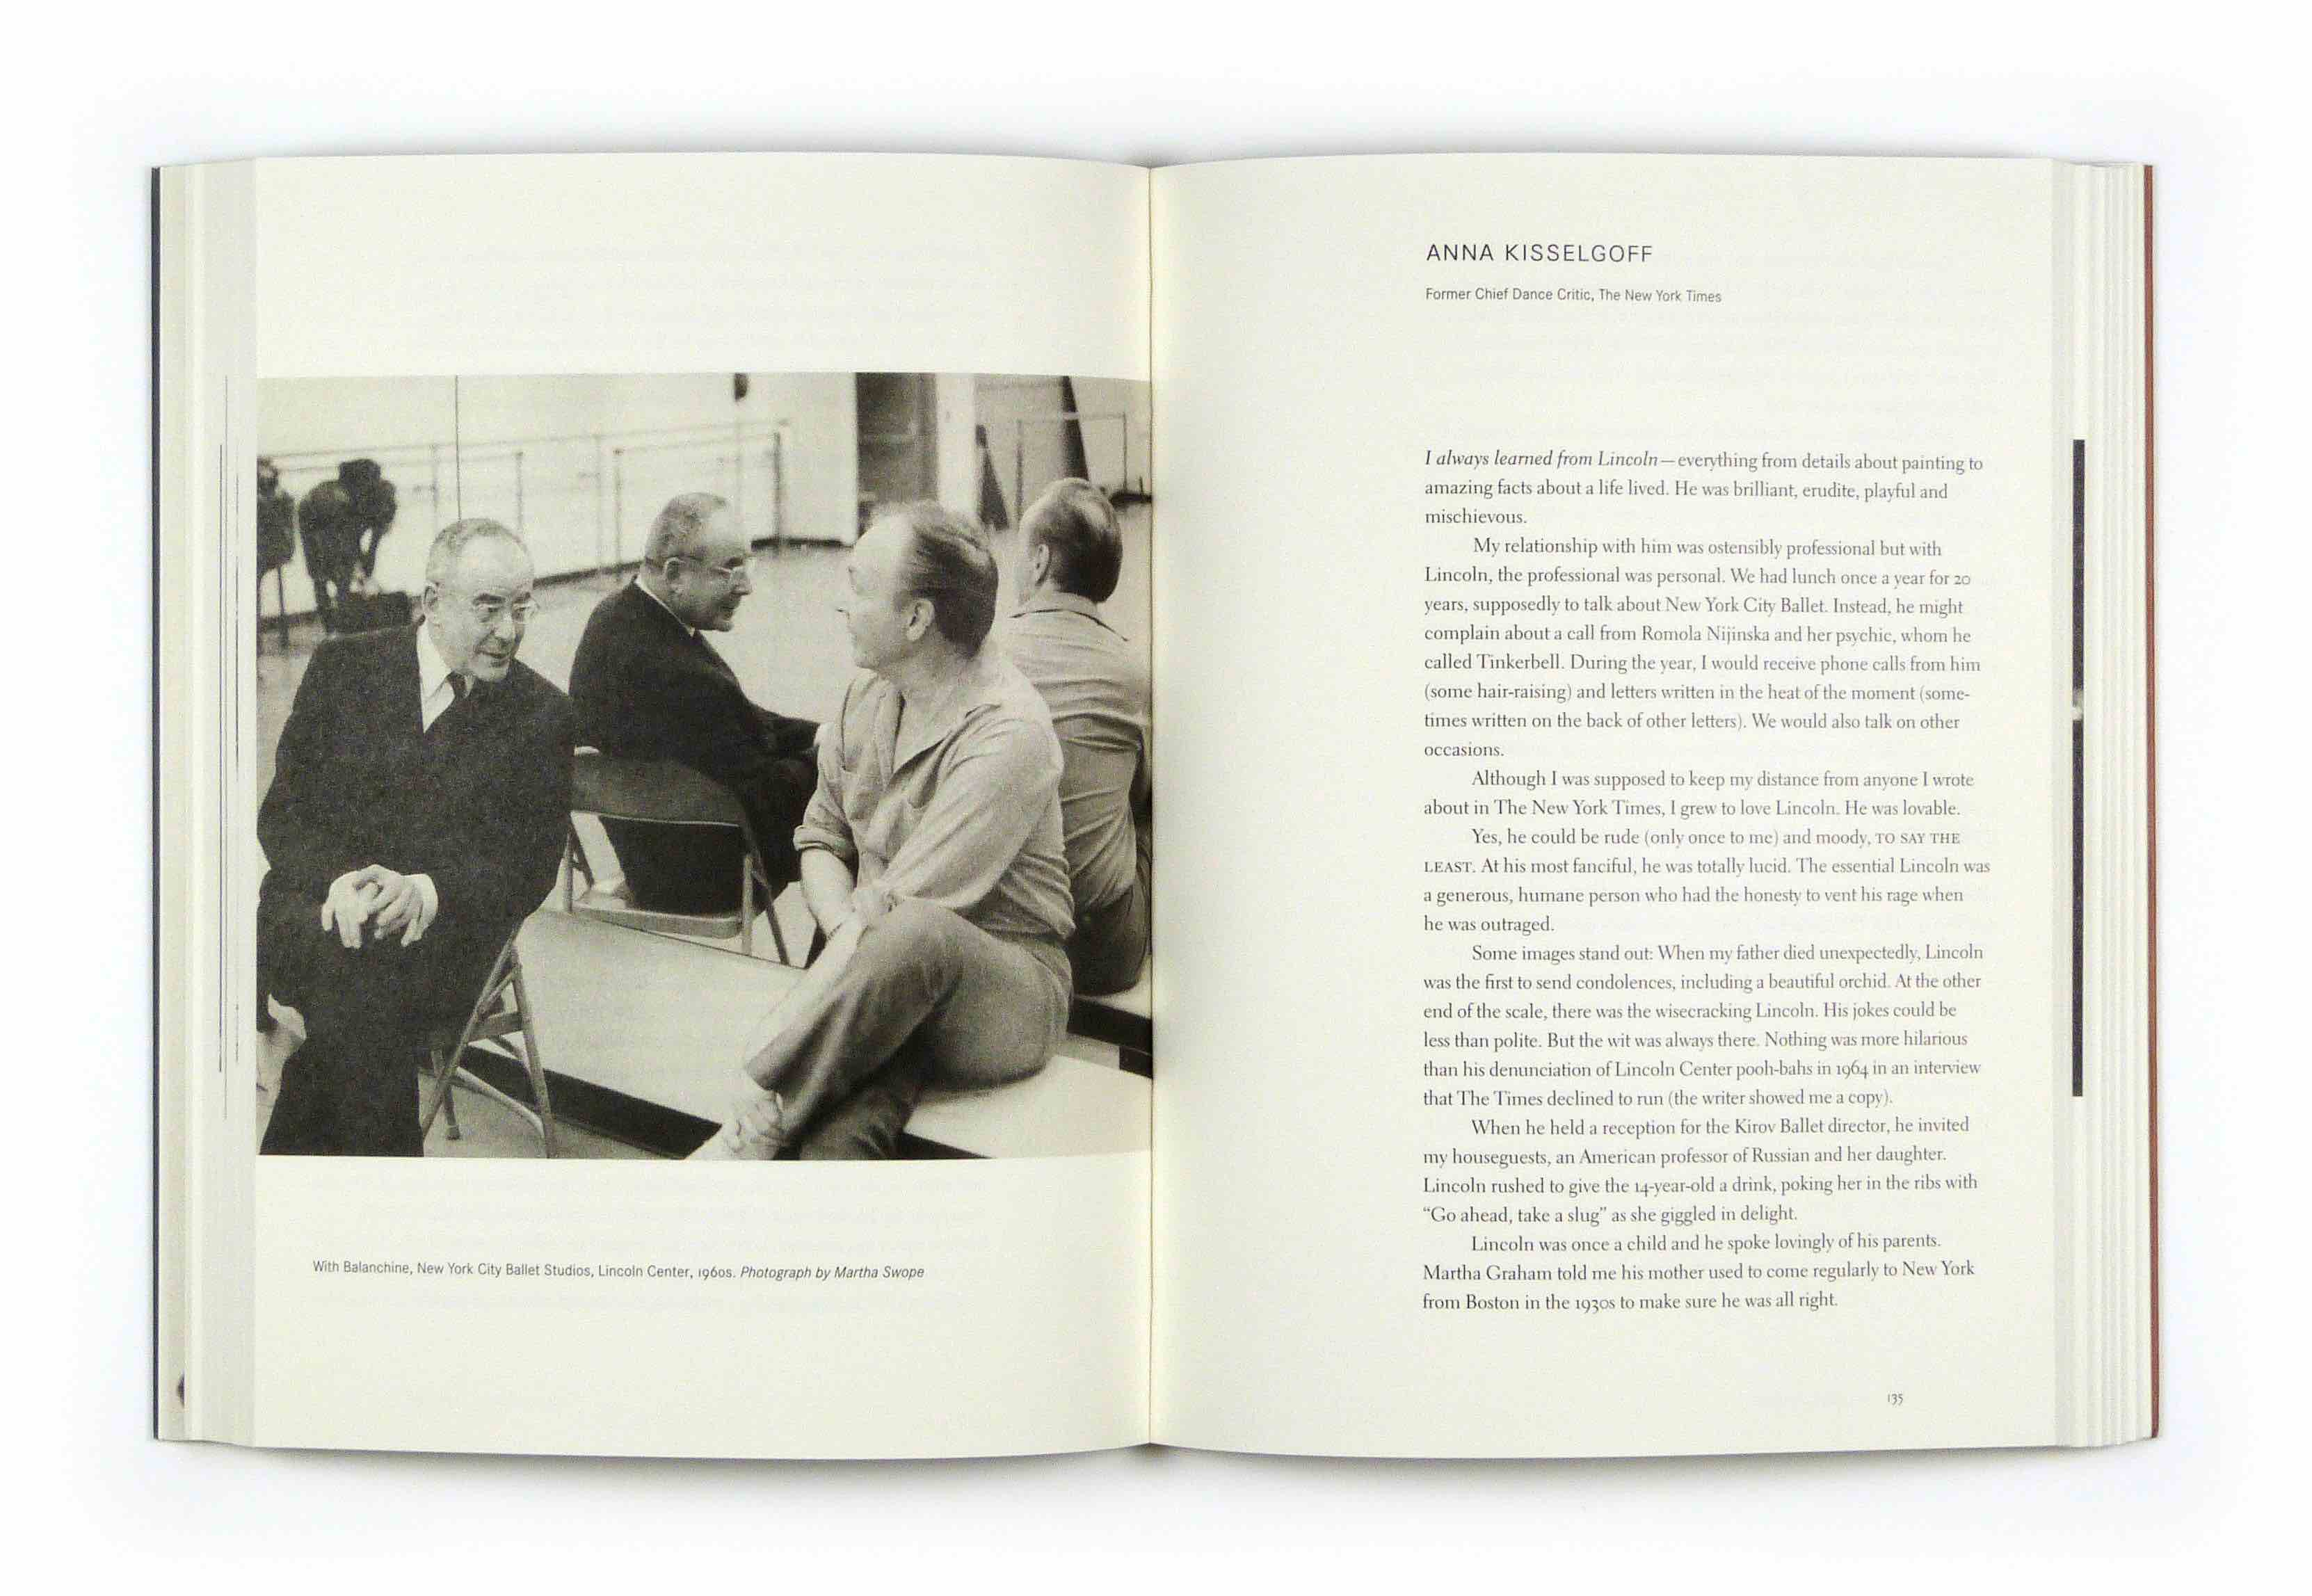 With Balanchine, New York City Ballet Studios, Lincoln Center, 1960s. Photograph by Martha Swope
ANNA KISSELGOFF
Former Chief Dance Critic, The New York Times
I always learned from Lincoln—everything from details about painting to
amazing facts about a life lived. He was brilliant, erudite, playful and
mischievous.
My relationship with him was ostensibly professional but with
Lincoln, the professional was personal. We had lunch once a year for 20
years, supposedly to talk about New York City Ballet. Instead, he might
complain about a call from Romola Nijinska and her psychic, whom he
called Tinkerbell. During the year, I would receive phone calls from him
(some hair-raising) and letters written in the heat of the moment (some-
times written on the back of other letters). We would also talk on other
occasions.
Although I was supposed to keep my distance from anyone I wrote
about in The New York Times, I grew to love Lincoln. He was lovable.
Yes, he could be rude (only once to me) and moody, TO SAY THE
LEAST. At his most fanciful, he was totally lucid. The essential Lincoln was
a generous, humane person who had the honesty to vent his rage when
he was outraged.
Some images stand out: When my father died unexpectedly, Lincoln
was the first to send condolences, including a beautiful orchid. At the other
end of the scale, there was the wisecracking Lincoln. His jokes could be
less than polite. But the wit was always there. Nothing was more hilarious
than his denunciation of Lincoln Center pooh-bahs in 1964 in an interview
that The Times declined to run (the writer showed me a copy).
When he held a reception for the Kirov Ballet director, he invited
my houseguests, an American professor of Russian and her daughter.
Lincoln rushed to give the 14-year-old a drink, poking her in the ribs with
“Go ahead, take a slug” as she giggled in delight.
Lincoln was once a child and he spoke lovingly of his parents.
Martha Graham told me his mother used to come regularly to New York
from Boston in the 1930s to make sure he was all right.
135